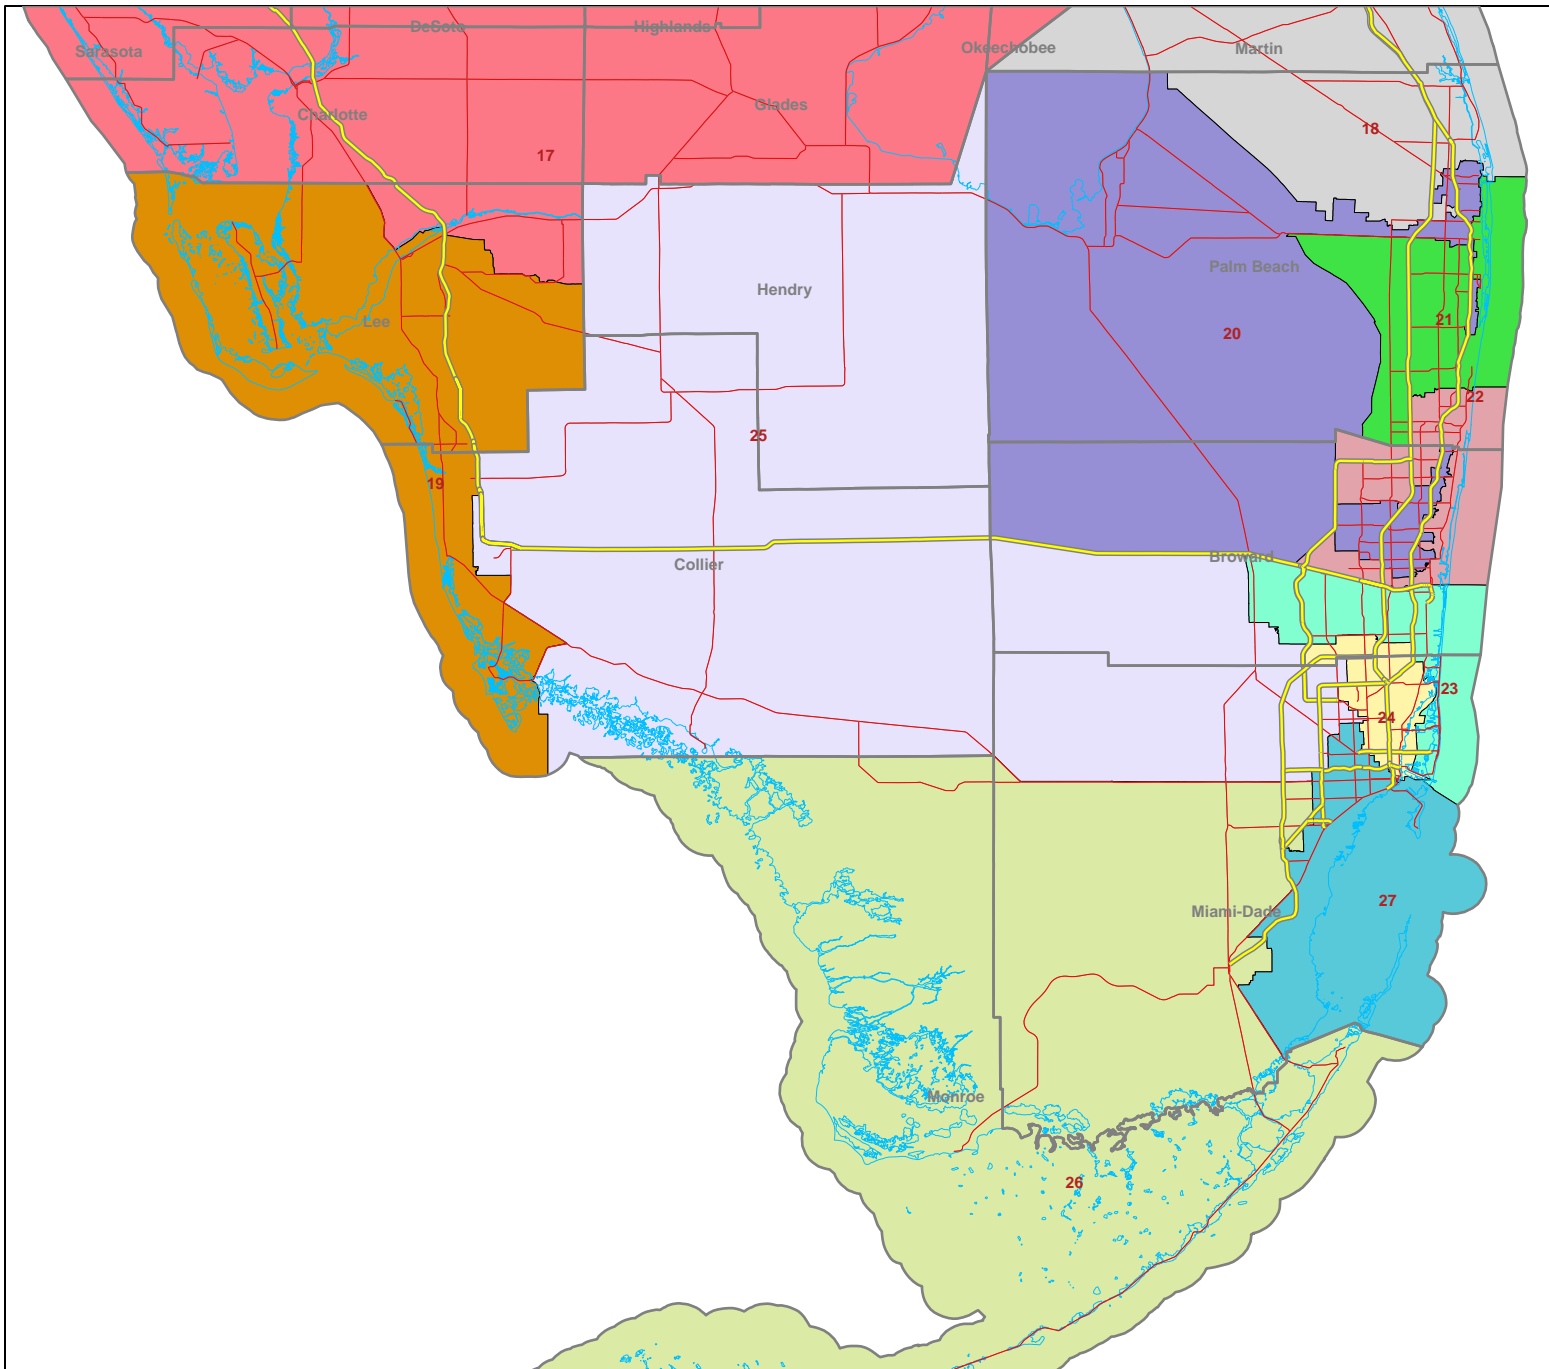 DeSoto
Highlands
Sarasota
Okeechobee
Martin
Glades
Charlotte
18
17
Palm Beach
Hendry
Lee
21
20
22
25
19
Collier
Broward
23
24
27
Miami-Dade
Monroe
26